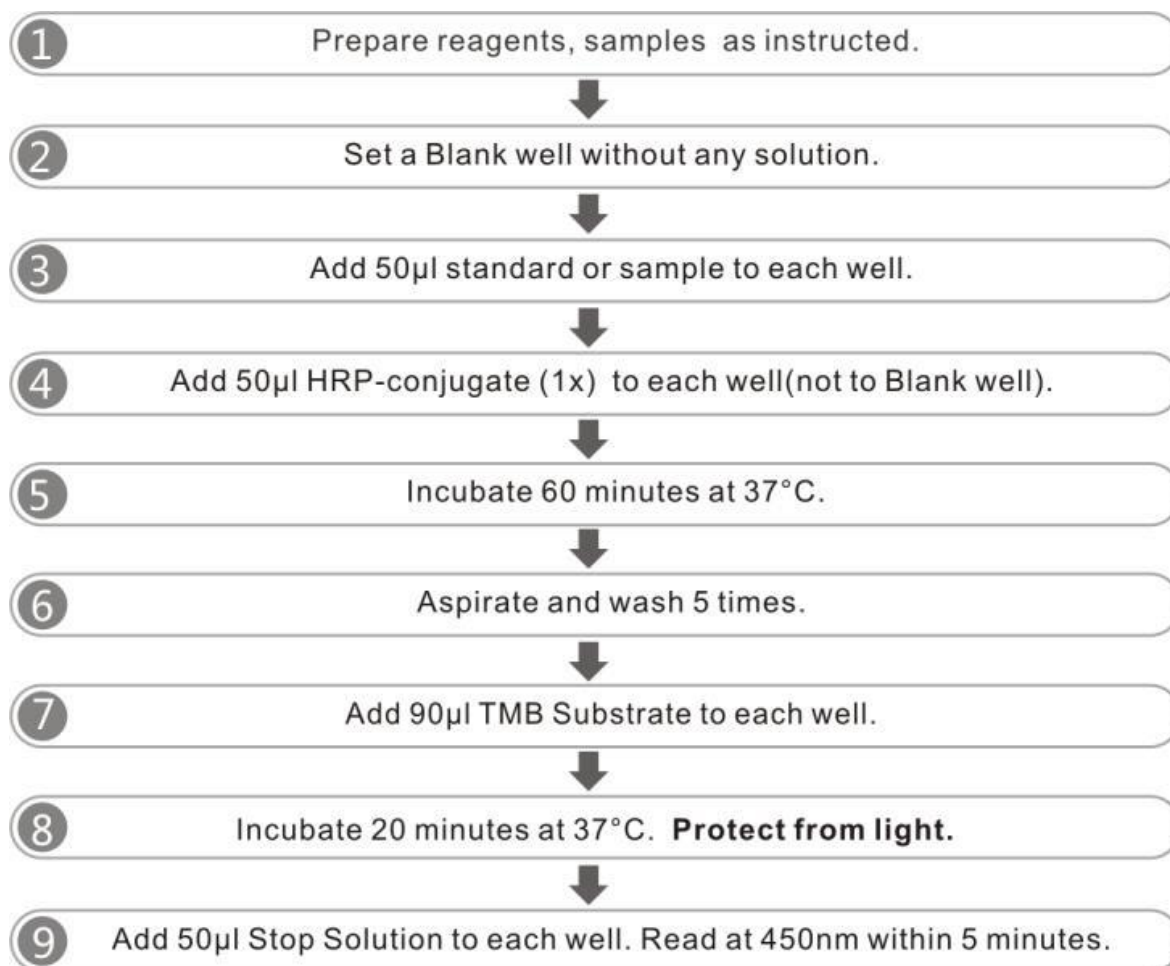 1 Prepare reagents, samples as instructed.
2 Set a Blank well without any solution.
3 Add 50µl standard or sample to each well.
4 Add 50µl HRP-conjugate (1x) to each well(not to Blank well).
5 Incubate 60 minutes at 37°C.
6 Aspirate and wash 5 times.
7 Add 90µl TMB Substrate to each well.
8 Incubate 20 minutes at 37°C. Protect from light.
9 Add 50µl Stop Solution to each well. Read at 450nm within 5 minutes.